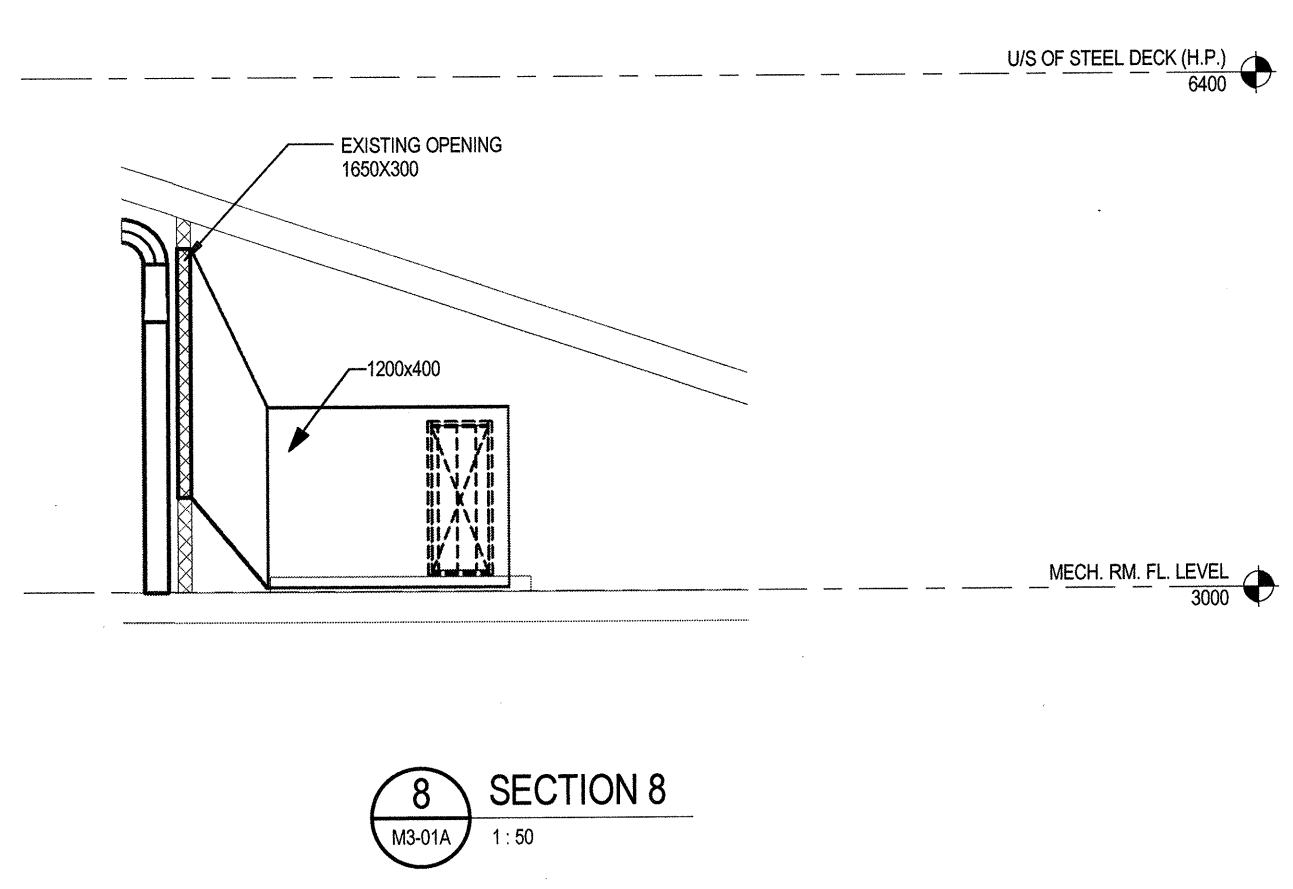 U/S OF STEEL DECK (H.P.)
6400
EXISTING OPENING
1650X300
1200x400
MECH. RM. FL. LEVEL
3000
8
SECTION 8
M3-01A
1 : 50